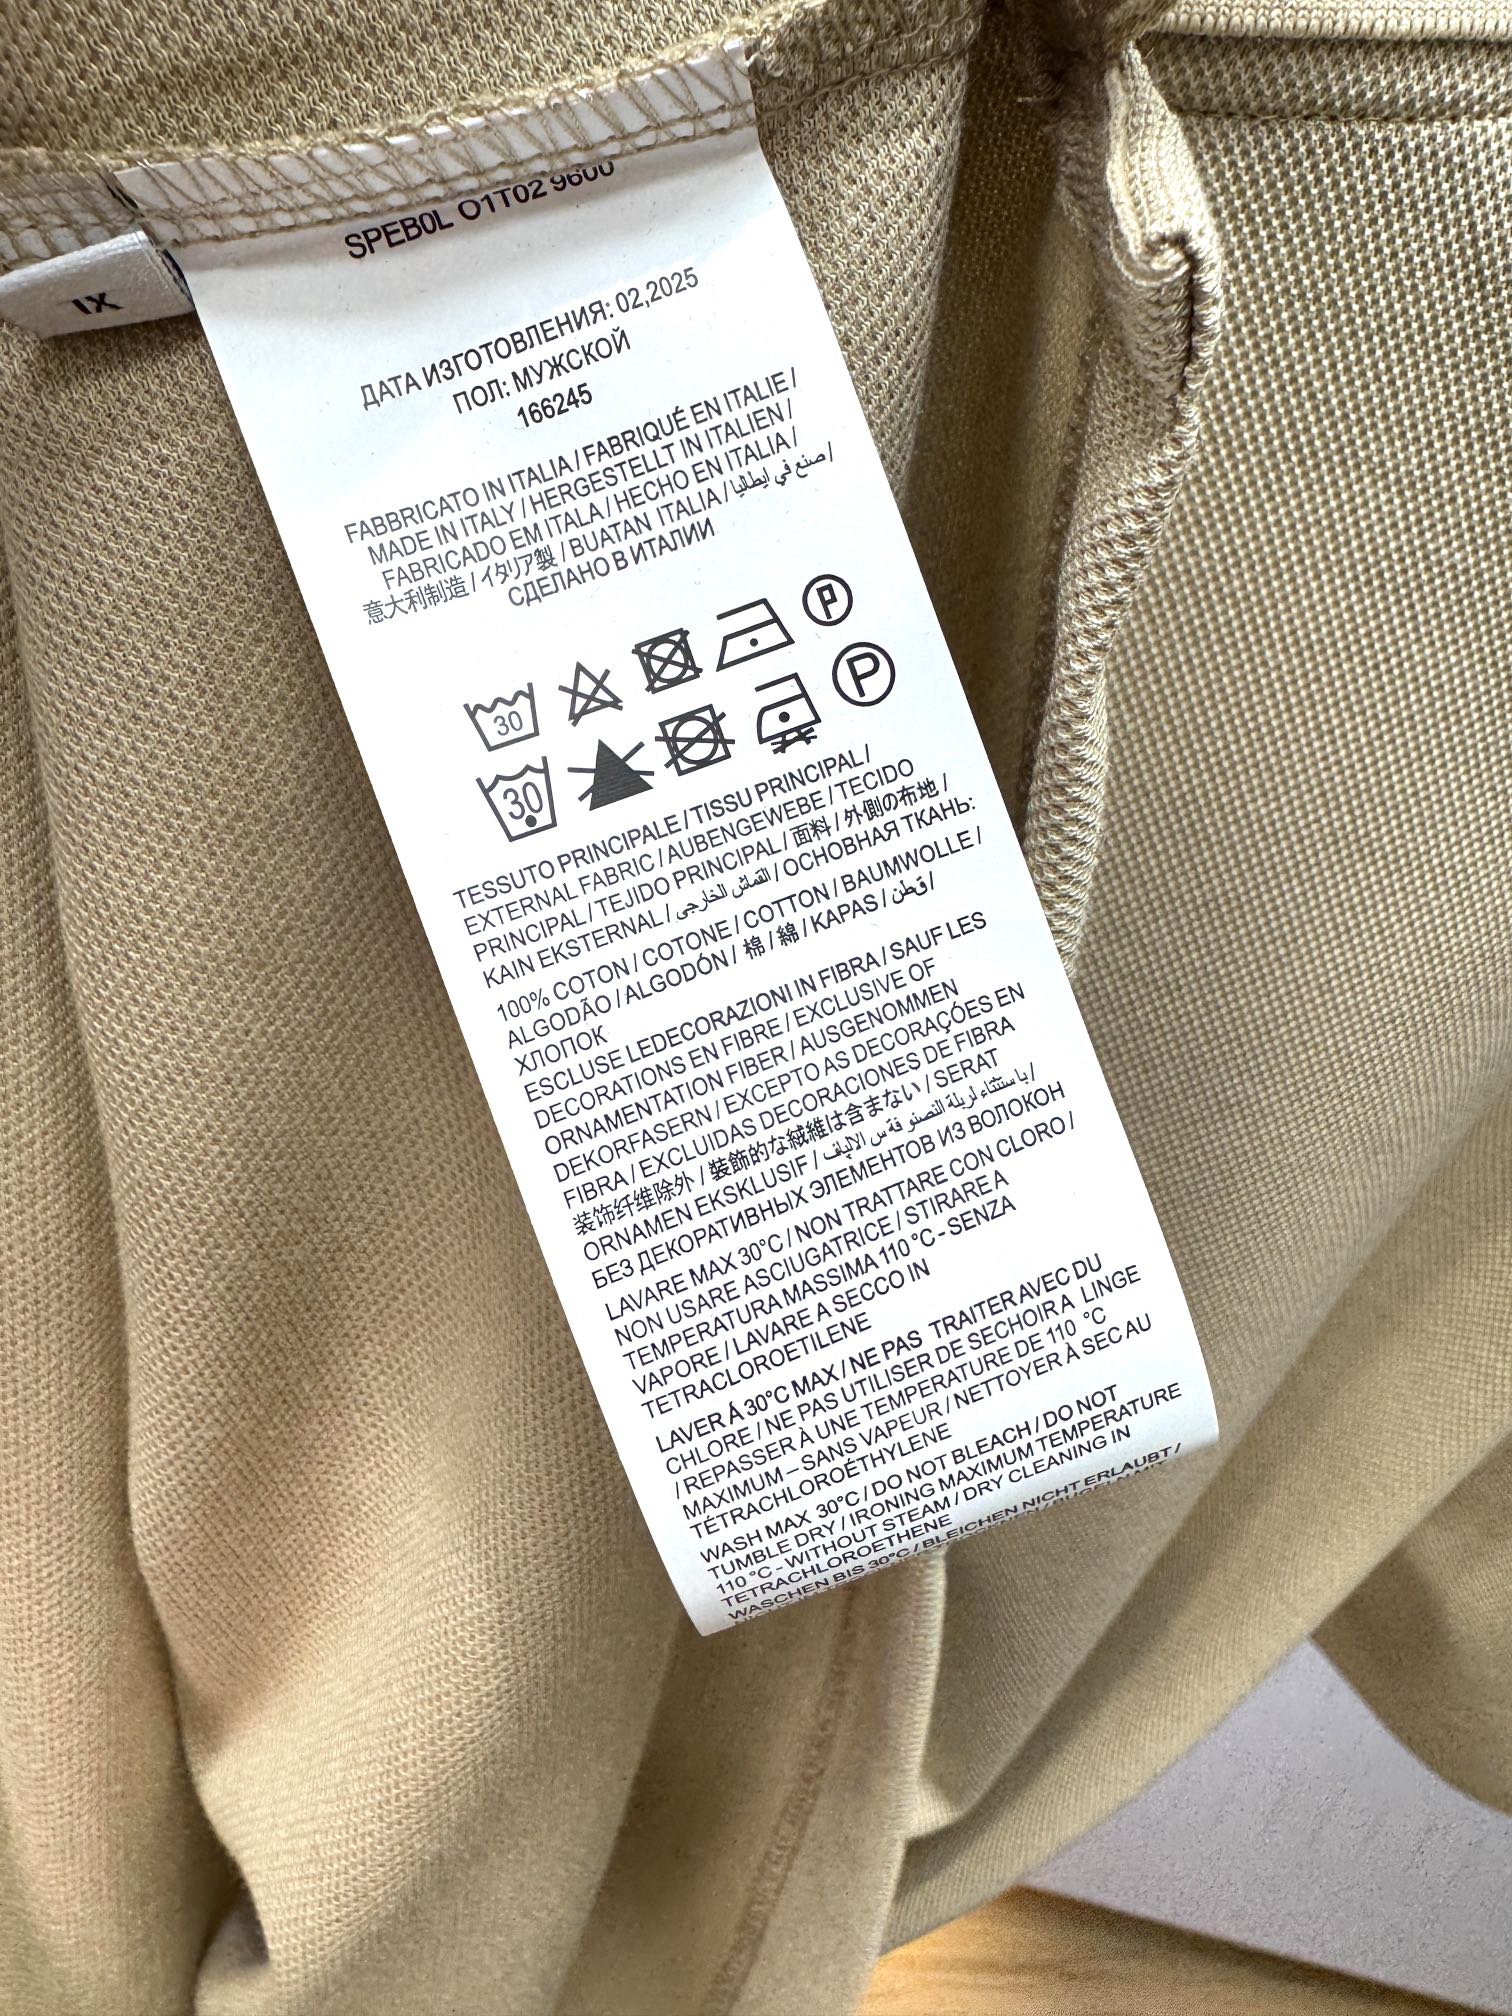 SPEB0L O1T02 9600
XI
ДАТА ИЗГОТОВЛЕНИЯ: 02,2025
ПОЛ: МУЖСКОЙ
166245
FABBRICATO IN ITALIA / FABRIQUÉ EN ITALIE /
MADE IN ITALY / HERGESTELLT IN ITALIEN /
FABRICADO EM ITALA / HECHO EN ITALIA /
意大利制造 / イタリア製 / BUATAN ITALIA / صنع في ايطاليا /
СДЕЛАНО В ИТАЛИИ
30 P
30 P
TESSUTO PRINCIPALE / TISSU PRINCIPAL /
EXTERNAL FABRIC / AUBENGEWEBE / TECIDO
PRINCIPAL / TEJIDO PRINCIPAL / 面料 / 外側の布地 /
KAIN EKSTERNAL / القماش الخارجي / ОСНОВНАЯ ТКАНЬ:
100% COTON / COTONE / COTTON / BAUMWOLLE /
ALGODÃO / ALGODÓN / 棉 / 綿 / KAPAS / قطن /
ХЛОПОК
ESCLUSE LEDECORAZIONI IN FIBRA / SAUF LES
DECORATIONS EN FIBRE / EXCLUSIVE OF
ORNAMENTATION FIBER / AUSGENOMMEN
DEKORFASERN / EXCEPTO AS DECORAÇÓES EN
FIBRA / EXCLUIDAS DECORACIONES DE FIBRA
装饰纤维除外 / 装飾的な繊維は含まない / SERAT
ORNAMEN EKSKLUSIF /
БЕЗ ДЕКОРАТИВНЫХ ЭЛЕМЕНТОВ ИЗ ВОЛОКОН
LAVARE MAX 30°C / NON TRATTARE CON CLORO /
NON USARE ASCIUGATRICE / STIRARE A
TEMPERATURA MASSIMA 110 °C - SENZA
VAPORE / LAVARE A SECCO IN
TETRACLOROETILENE
LAVER Á 30°C MAX / NE PAS TRAITER AVEC DU
CHLORE / NE PAS UTILISER DE SECHOIR A LINGE
/ REPASSER À UNE TEMPERATURE DE 110 °C
MAXIMUM – SANS VAPEUR / NETTOYER À SEC AU
TÉTRACHLOROÉTHYLENE
WASH MAX 30°C / DO NOT BLEACH / DO NOT
TUMBLE DRY / IRONING MAXIMUM TEMPERATURE
110 °C - WITHOUT STEAM / DRY CLEANING IN
TETRACHLOROETHENE
WASCHEN BIS 30°C / BLEICHEN NICHT ERLAUBT /